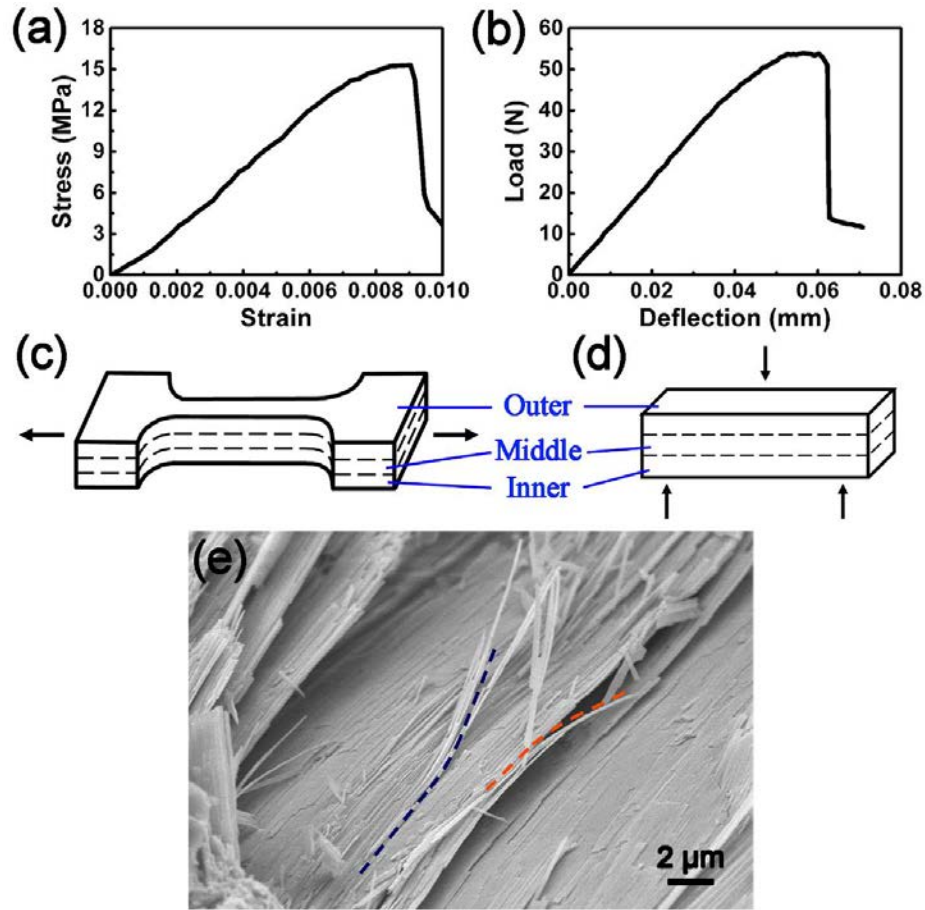 (a)
18
15
12
9
6
3
0
Stress (MPa)
0.000 0.002 0.004 0.006 0.008 0.010
Strain
(b)
60
50
40
30
20
10
0
Load (N)
0.00 0.02 0.04 0.06 0.08
Deflection (mm)
(c)
(d)
Outer
Middle
Inner
(e)
2 μm